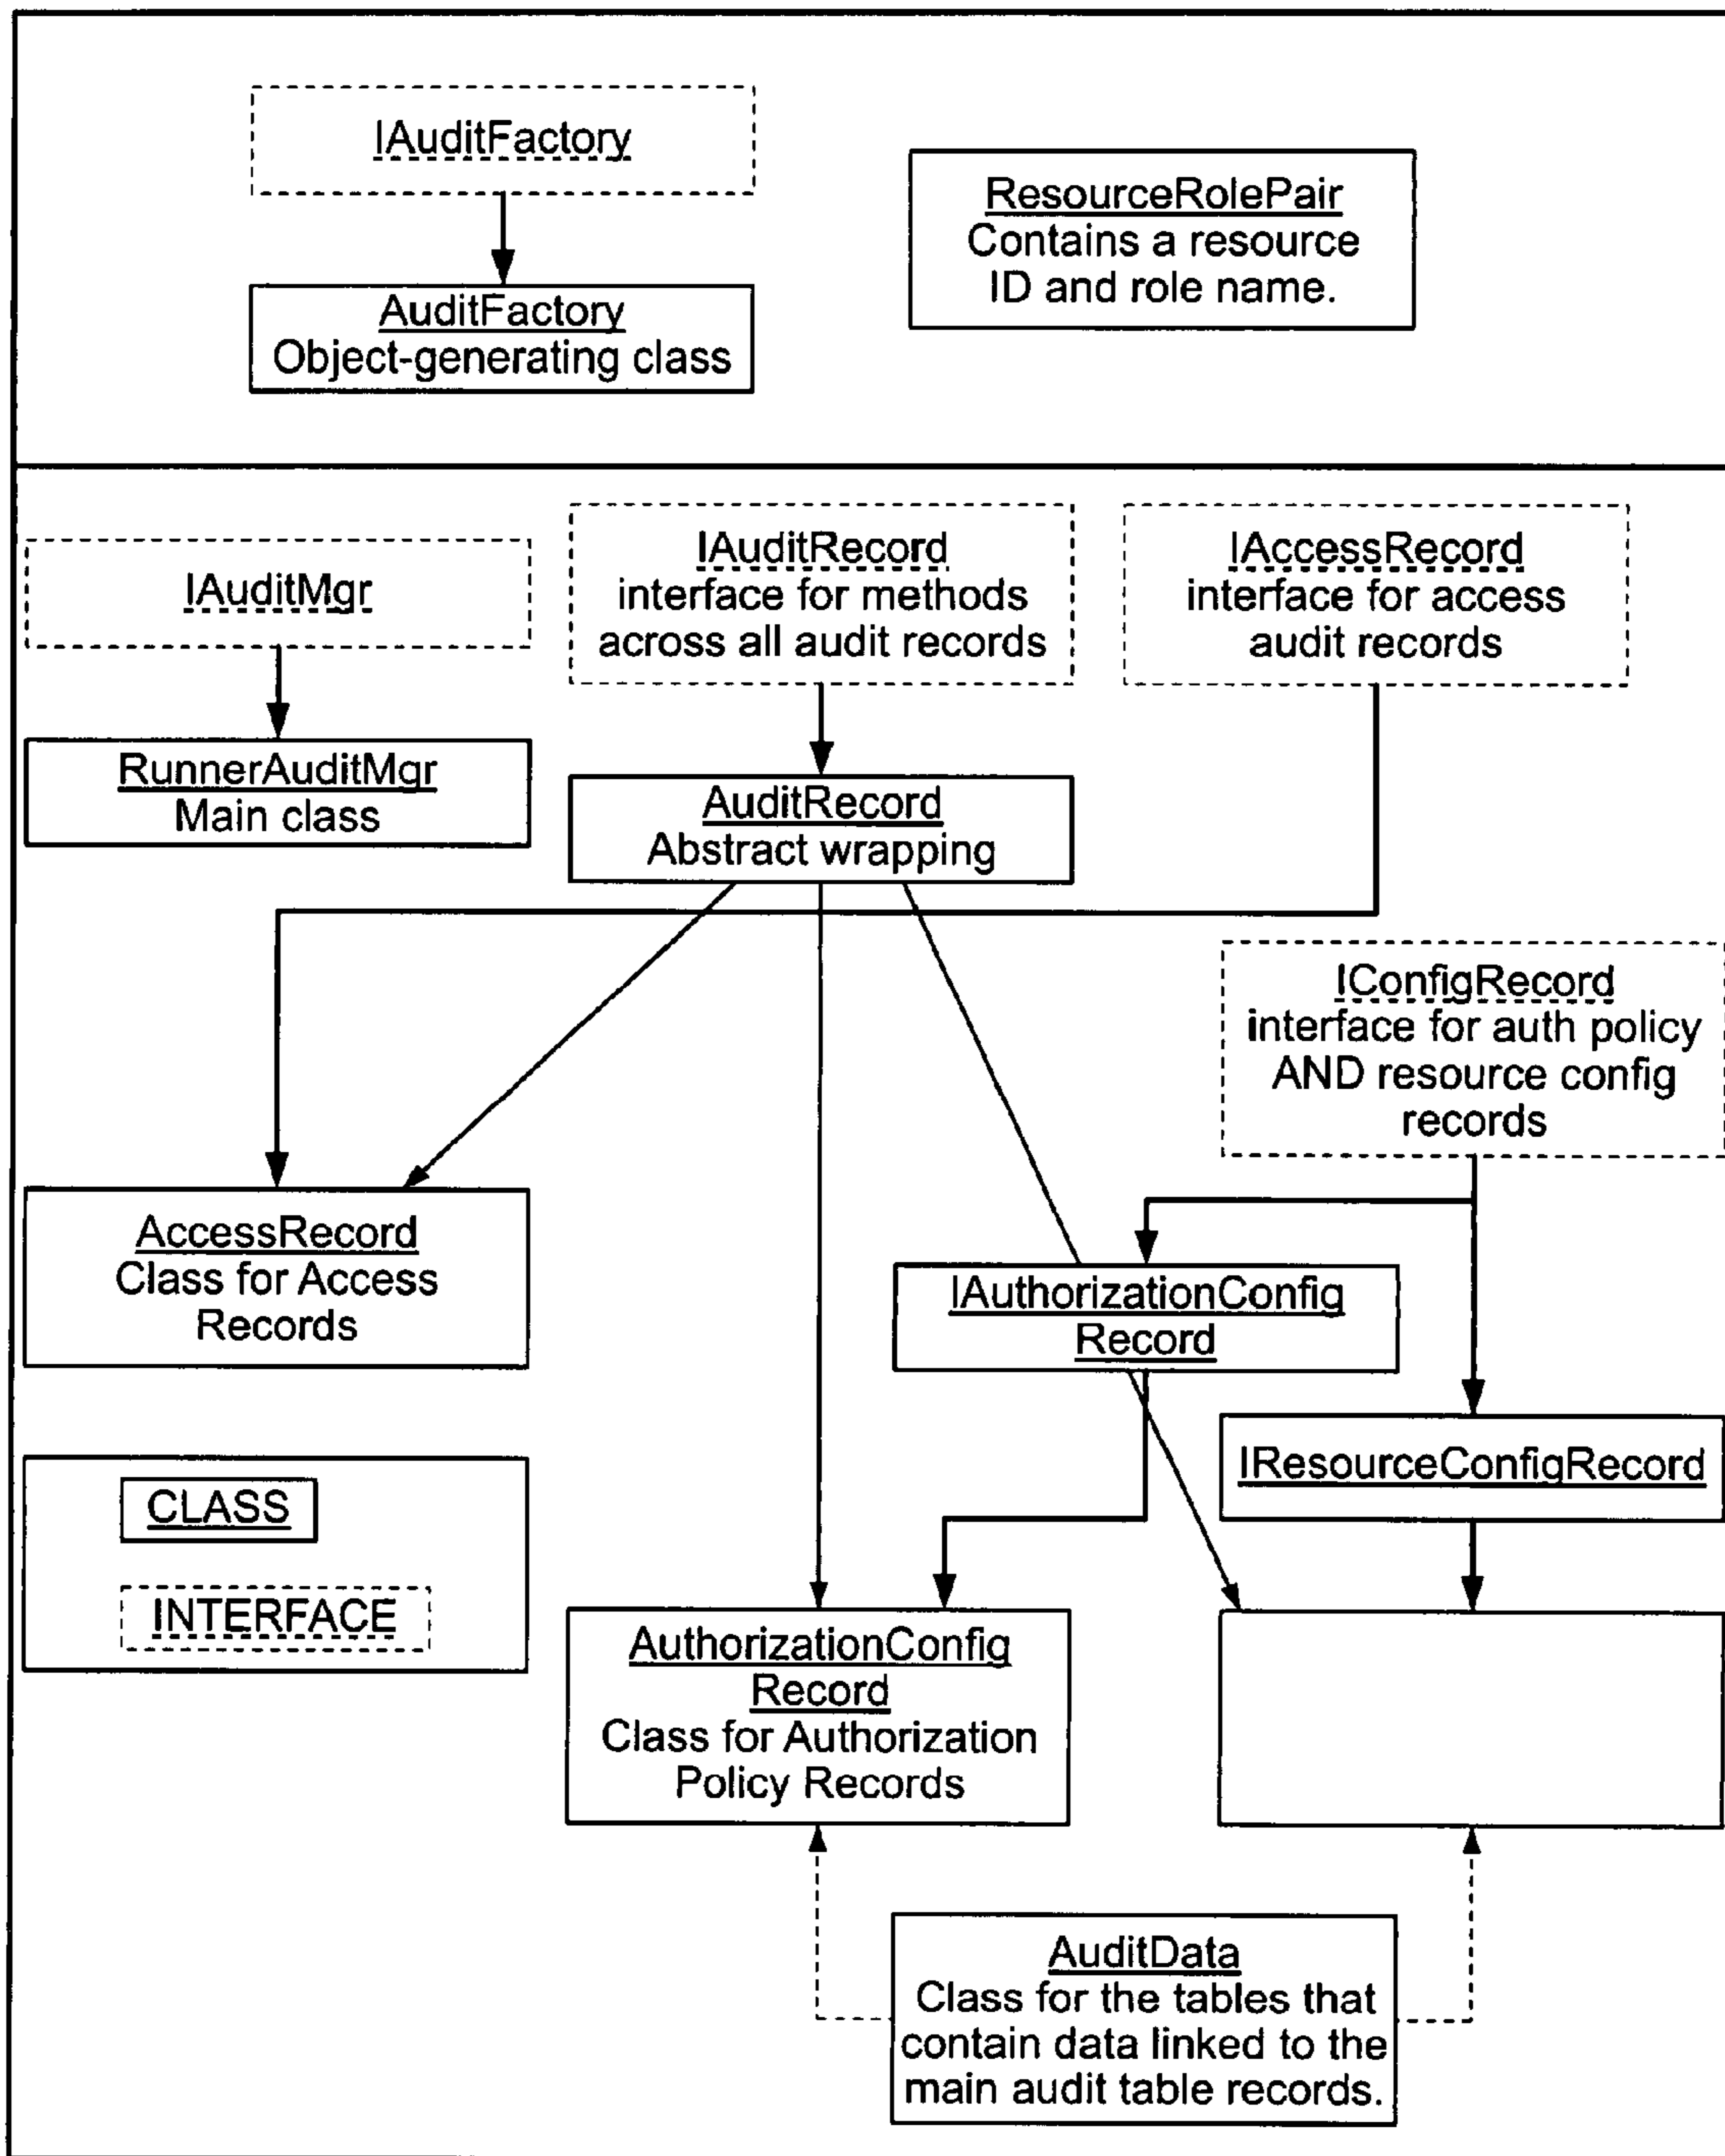 IAuditFactory
AuditFactory
Object-generating class
ResourceRolePair
Contains a resource
ID and role name.
IAuditMgr
RunnerAuditMgr
Main class
IAuditRecord
interface for methods
across all audit records
IAccessRecord
interface for access
audit records
AuditRecord
Abstract wrapping
IConfigRecord
interface for auth policy
AND resource config
records
AccessRecord
Class for Access
Records
IAuthorizationConfig
Record
IResourceConfigRecord
CLASS
INTERFACE
AuthorizationConfig
Record
Class for Authorization
Policy Records
AuditData
Class for the tables that
contain data linked to the
main audit table records.